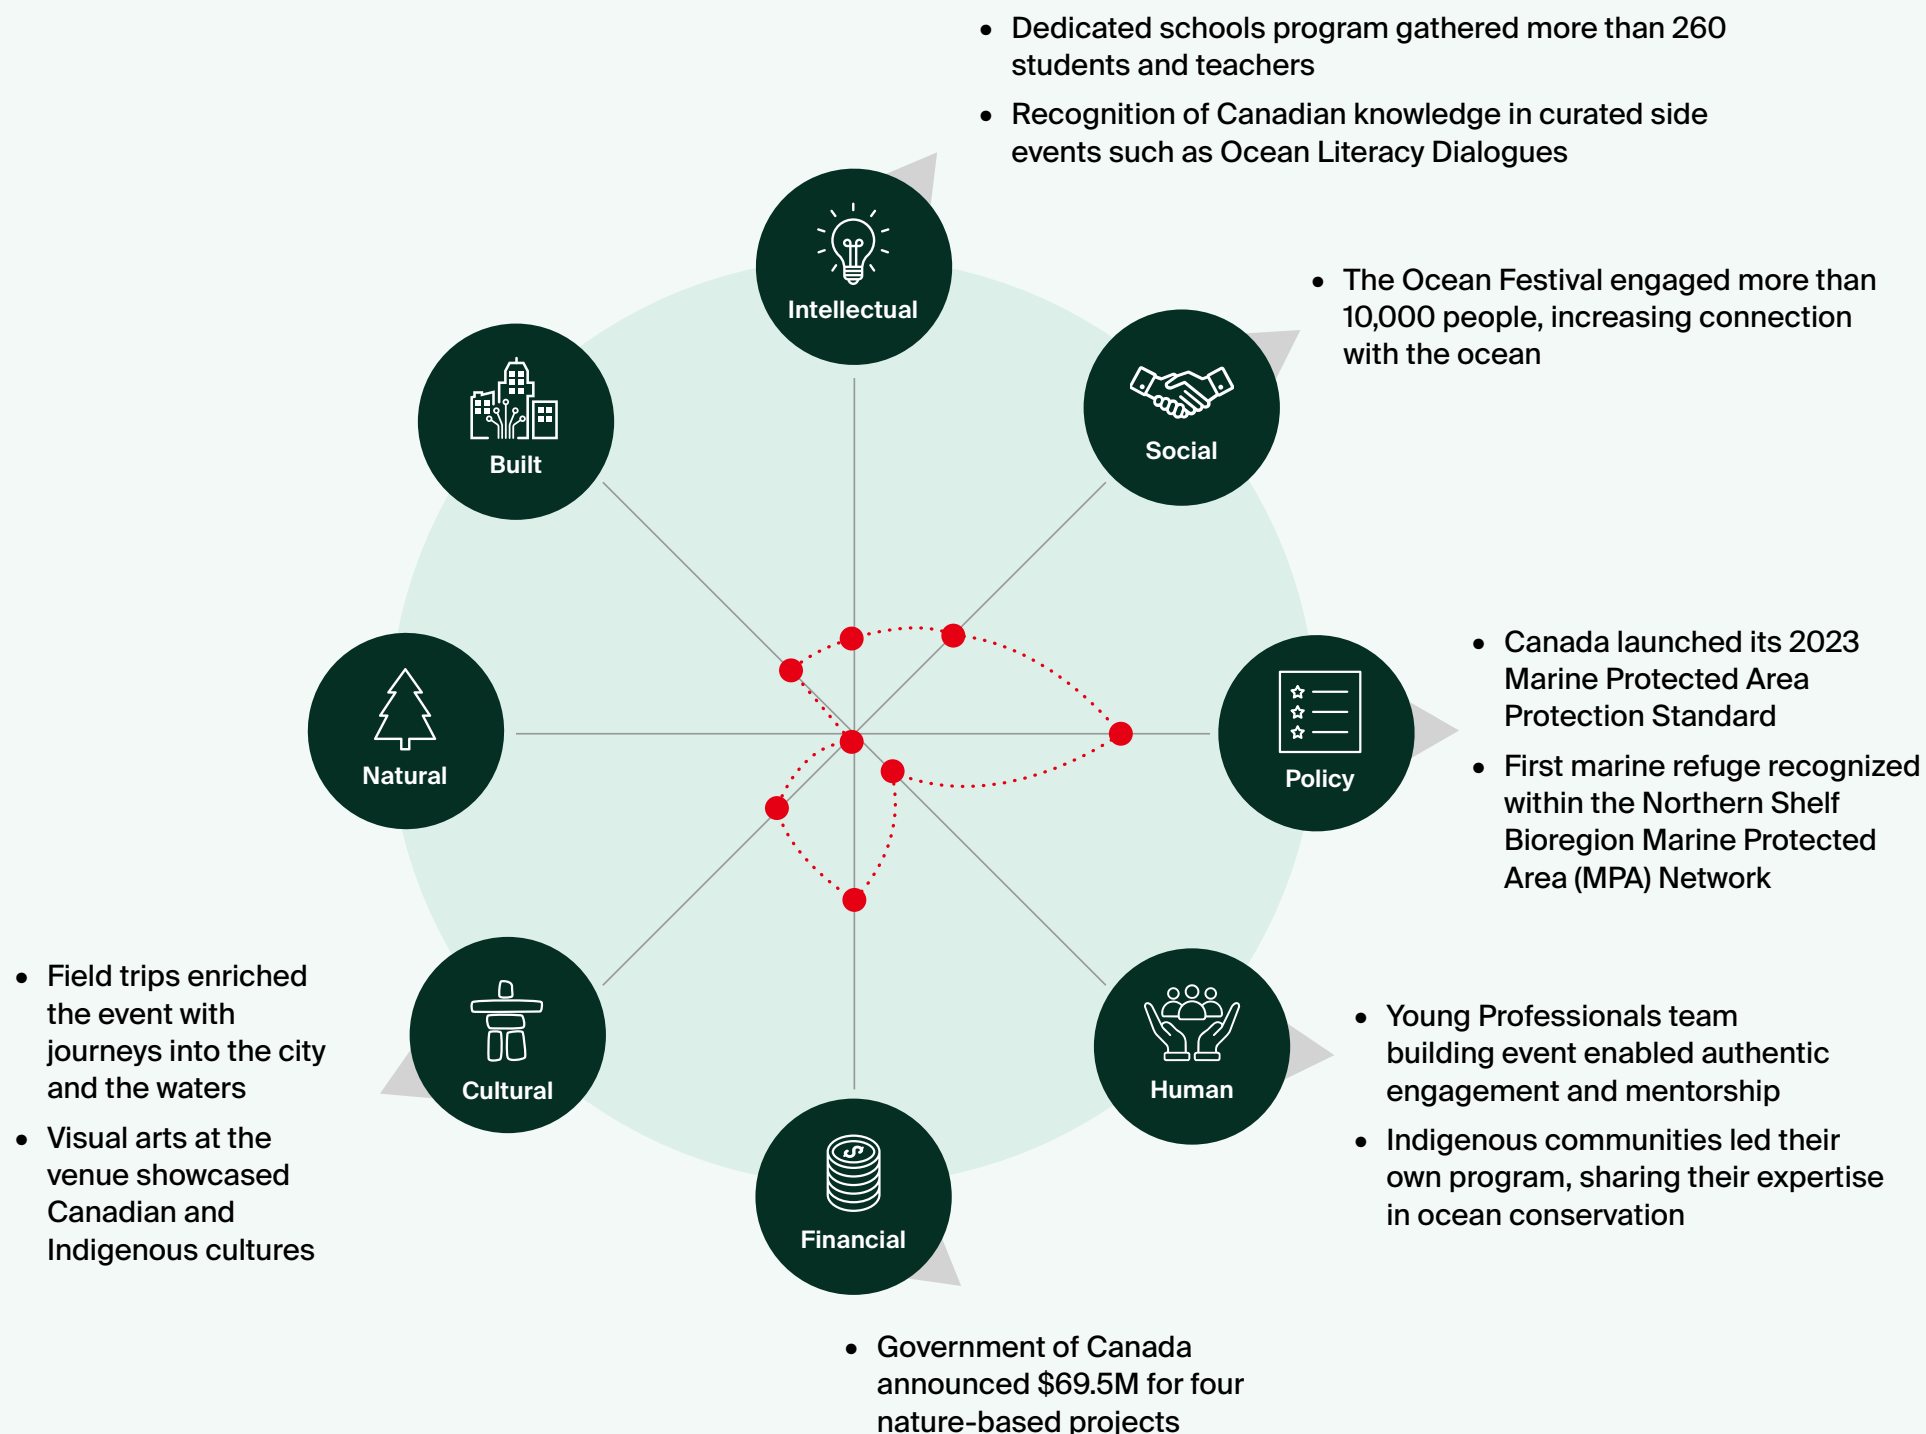 • Dedicated schools program gathered more than 260
students and teachers
• Recognition of Canadian knowledge in curated side
events such as Ocean Literacy Dialogues
Intellectual
• The Ocean Festival engaged more than
10,000 people, increasing connection
with the ocean
Social
Built
• Canada launched its 2023
Marine Protected Area
Protection Standard
• First marine refuge recognized
within the Northern Shelf
Bioregion Marine Protected
Area (MPA) Network
Policy
Natural
• Field trips enriched
the event with
journeys into the city
and the waters
• Visual arts at the
venue showcased
Canadian and
Indigenous cultures
Cultural
Human
• Young Professionals team
building event enabled authentic
engagement and mentorship
• Indigenous communities led their
own program, sharing their expertise
in ocean conservation
$
Financial
• Government of Canada
announced $69.5M for four
nature-based projects